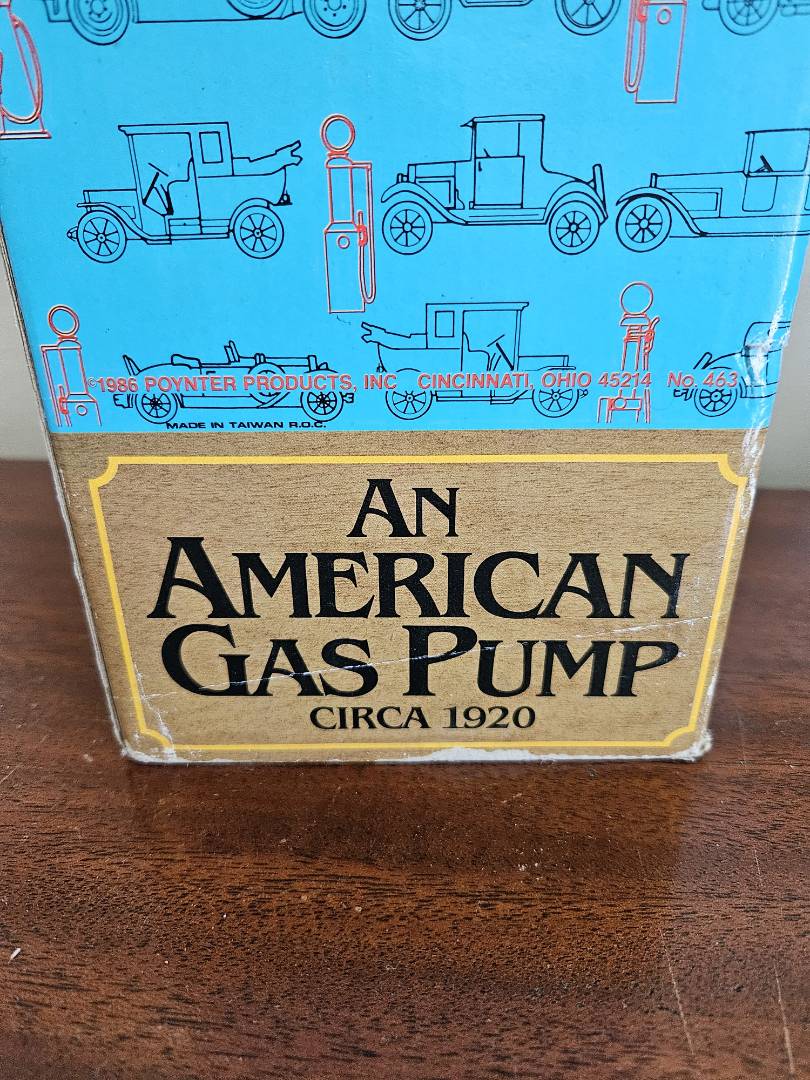 ©1986 POYNTER PRODUCTS, INC CINCINNATI, OHIO 45214 No. 463
MADE IN TAIWAN R.O.C.
AN
AMERICAN
GAS PUMP
CIRCA 1920